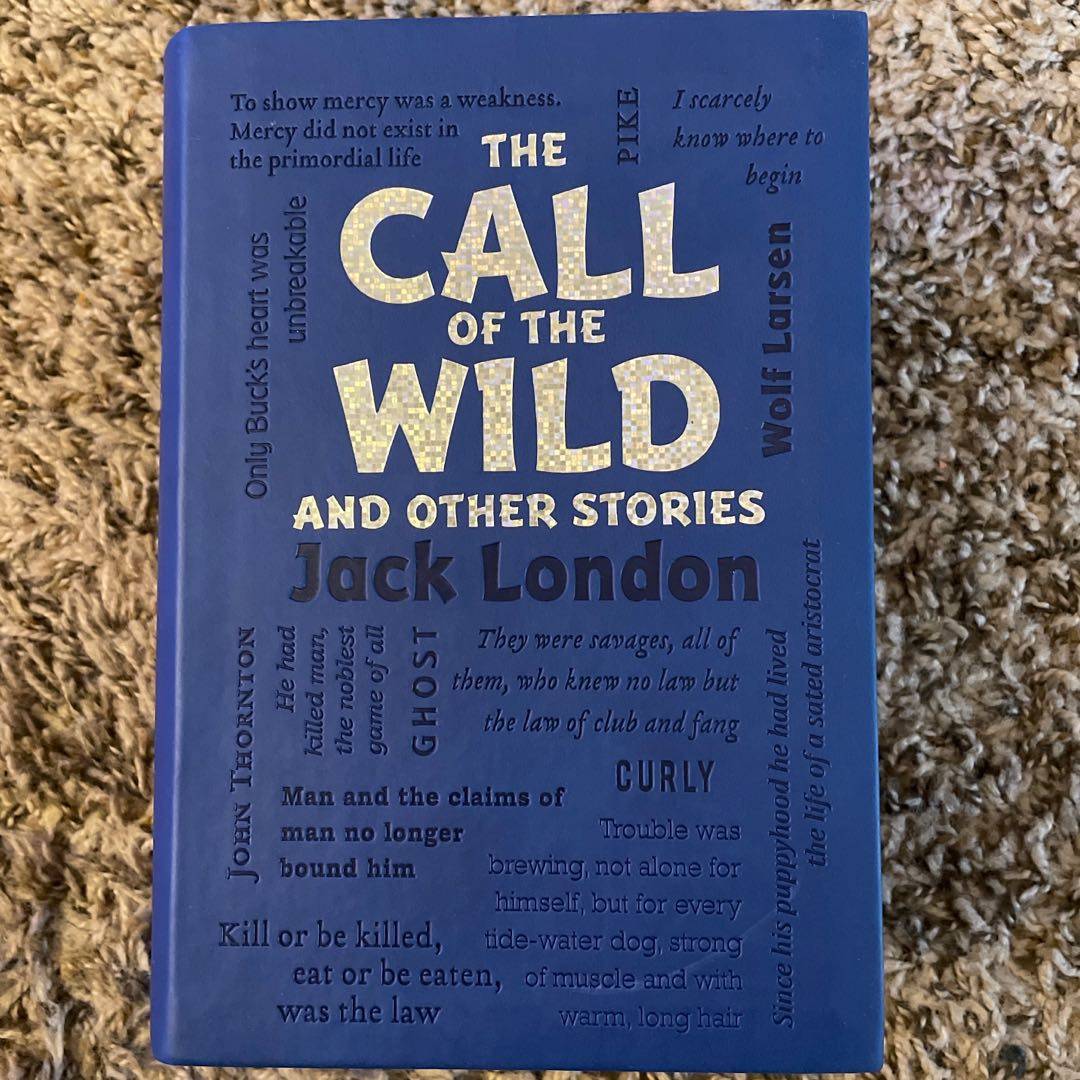 To show mercy was a weakness.
Mercy did not exist in
the primordial life
PIKE
I scarcely
know where to
begin
THE
CALL
OF THE
WILD
AND OTHER STORIES
Jack London
Only Buck's heart was
unbreakable
Wolf Larsen
JOHN THORNTON
He had
killed man,
the noblest
game of all
GHOST
They were savages, all of
them, who knew no law but
the law of club and fang
CURLY
Man and the claims of
man no longer
bound him
Trouble was
brewing, not alone for
himself, but for every
tide-water dog, strong
of muscle and with
warm, long hair
Since his puppyhood he had lived
the life of a sated aristocrat
Kill or be killed,
eat or be eaten,
was the law